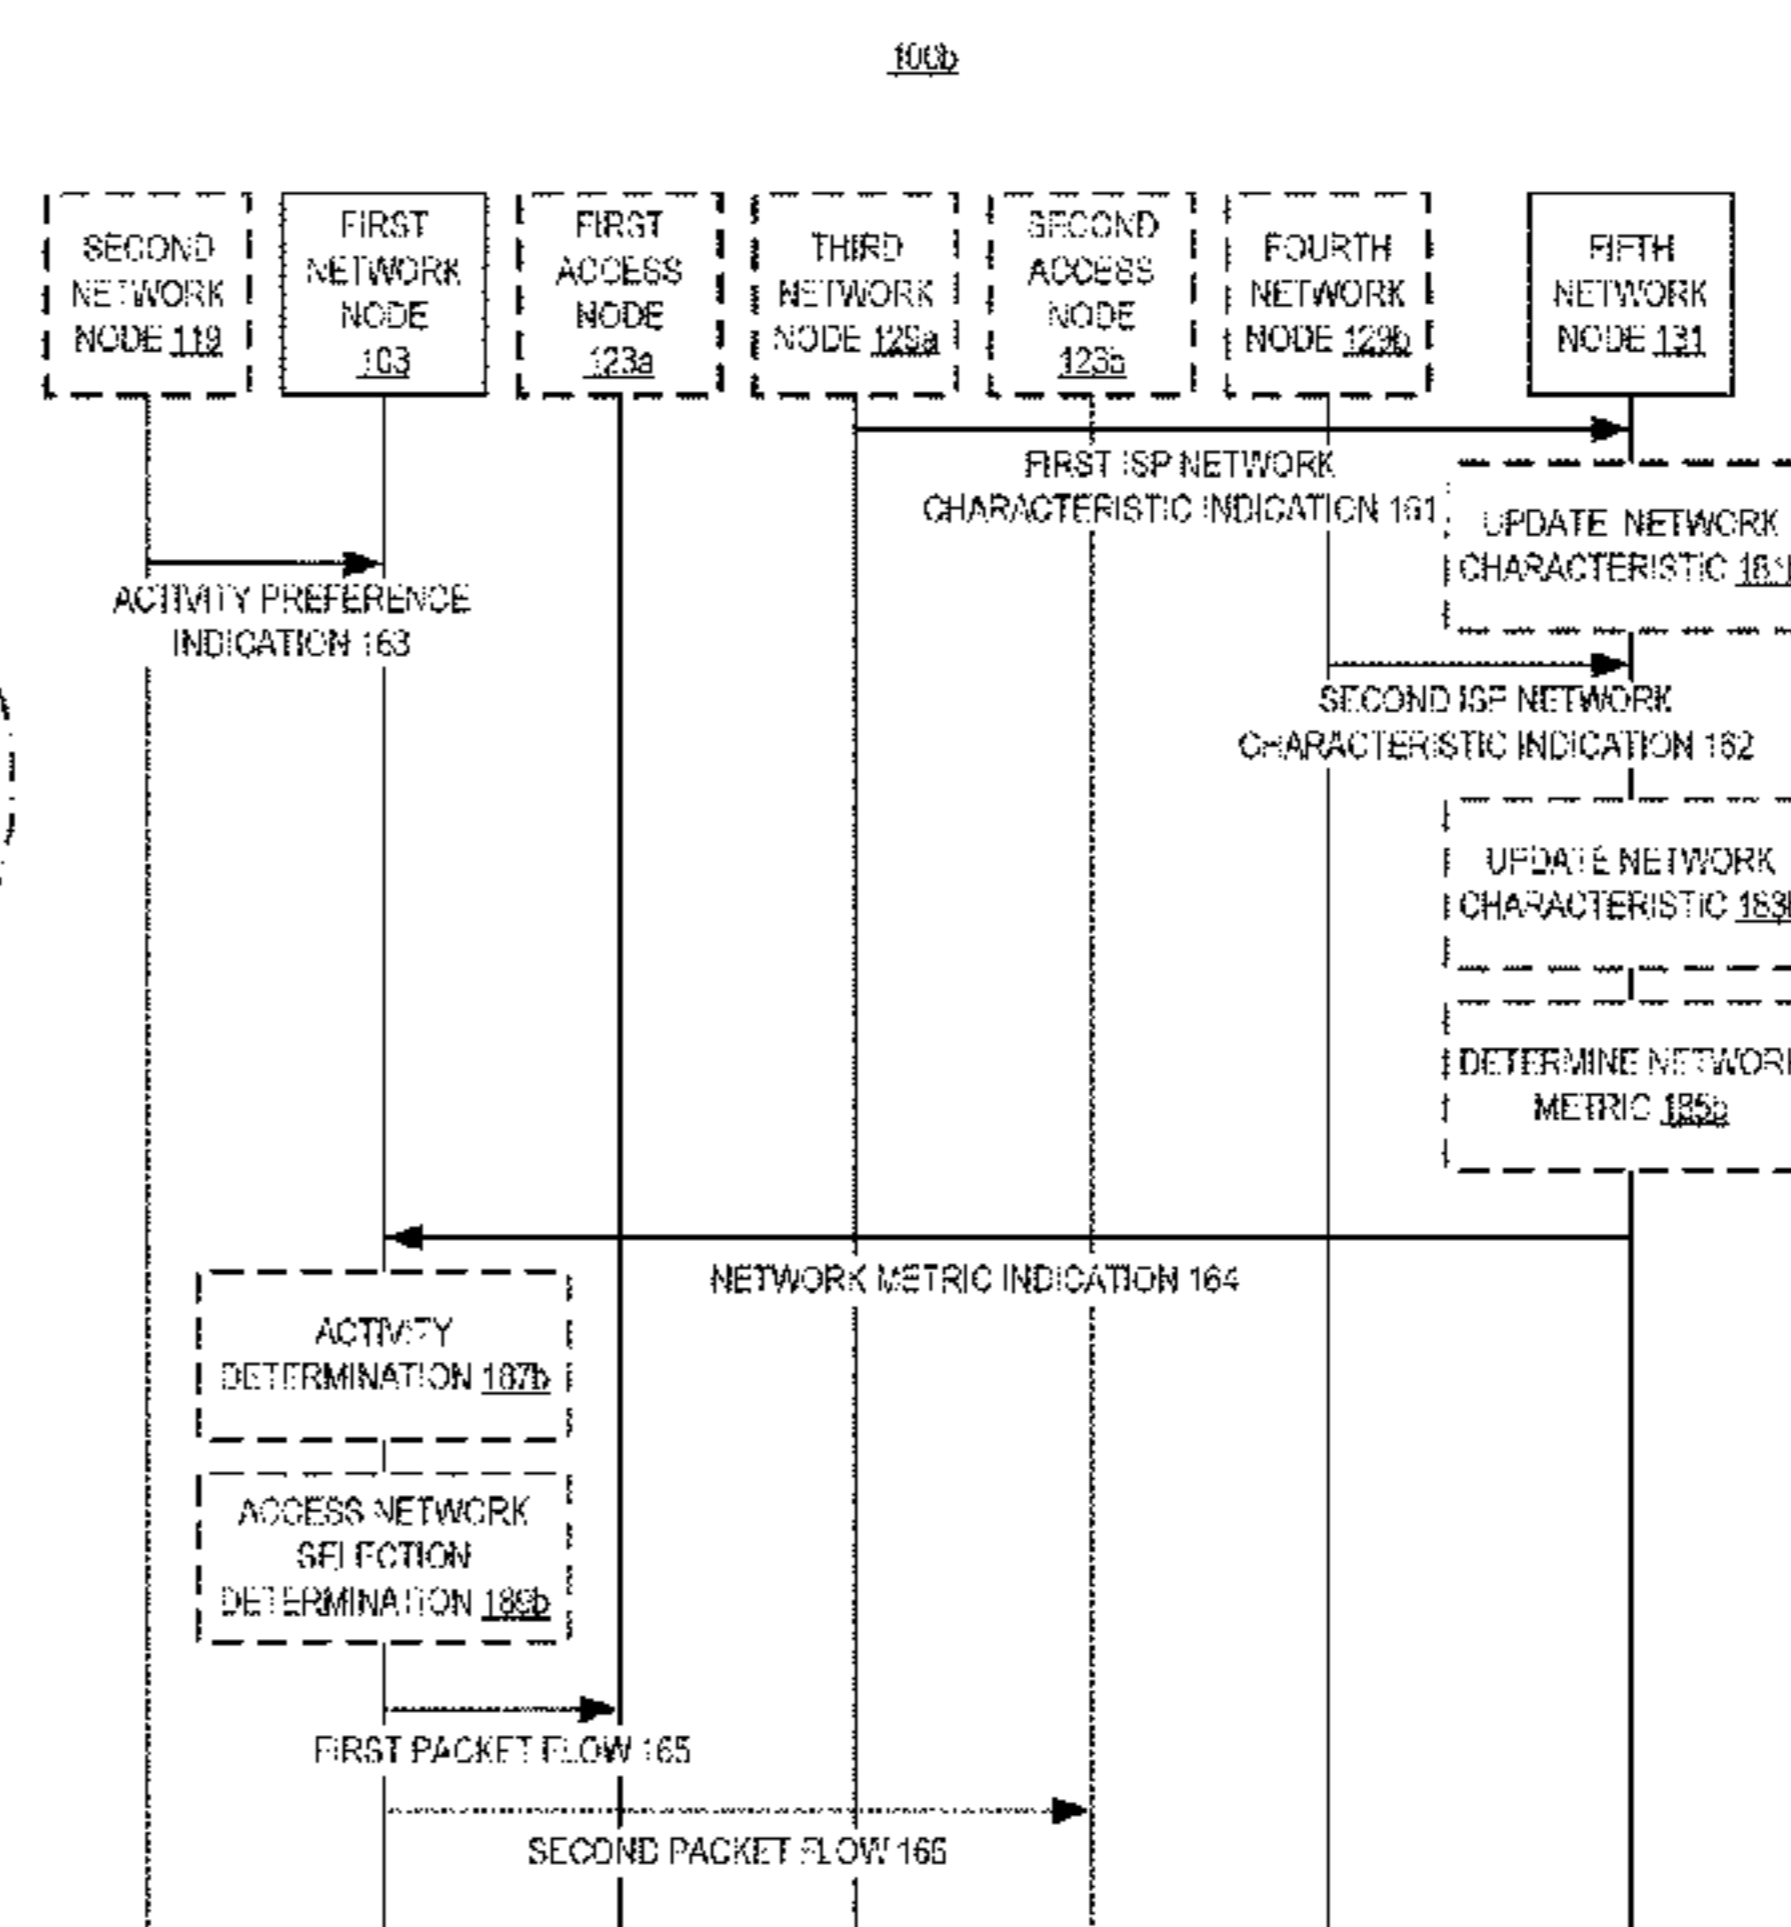 100b
SECOND
NETWORK
NODE 119
FIRST
NETWORK
NODE
103
FIRST
ACCESS
NODE
123a
THIRD
NETWORK
NODE 129a
SECOND
ACCESS
NODE
123b
FOURTH
NETWORK
NODE 129b
FIFTH
NETWORK
NODE 131
FIRST ISP NETWORK
CHARACTERISTIC INDICATION 161
UPDATE NETWORK
CHARACTERISTIC
ACTIVITY PREFERENCE
INDICATION 163
SECOND ISP NETWORK
CHARACTERISTIC INDICATION 162
UPDATE NETWORK
CHARACTERISTIC
DETERMINE NETWORK
METRIC 185b
NETWORK METRIC INDICATION 164
ACTIVITY
DETERMINATION 187b
ACCESS NETWORK
SELECTION
DETERMINATION 189b
FIRST PACKET FLOW 165
SECOND PACKET FLOW 166